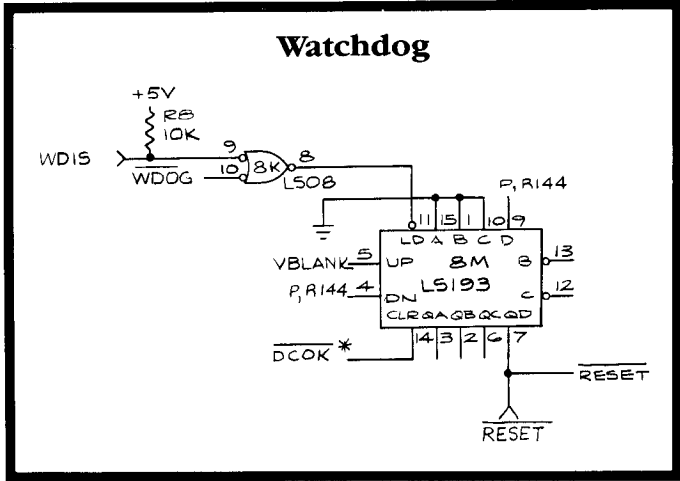 Watchdog
+5V
R8
10K
WDIS
9
8
WDOG
10
8K
LS08
P, R144
11 15 1 10 9
LD A B C D
VBLANK 5 UP 8M B 13
P, R144 4 DN LS193 C 12
CLR QA QB QC QD
DCOK * 14 3 2 6 7
RESET
RESET